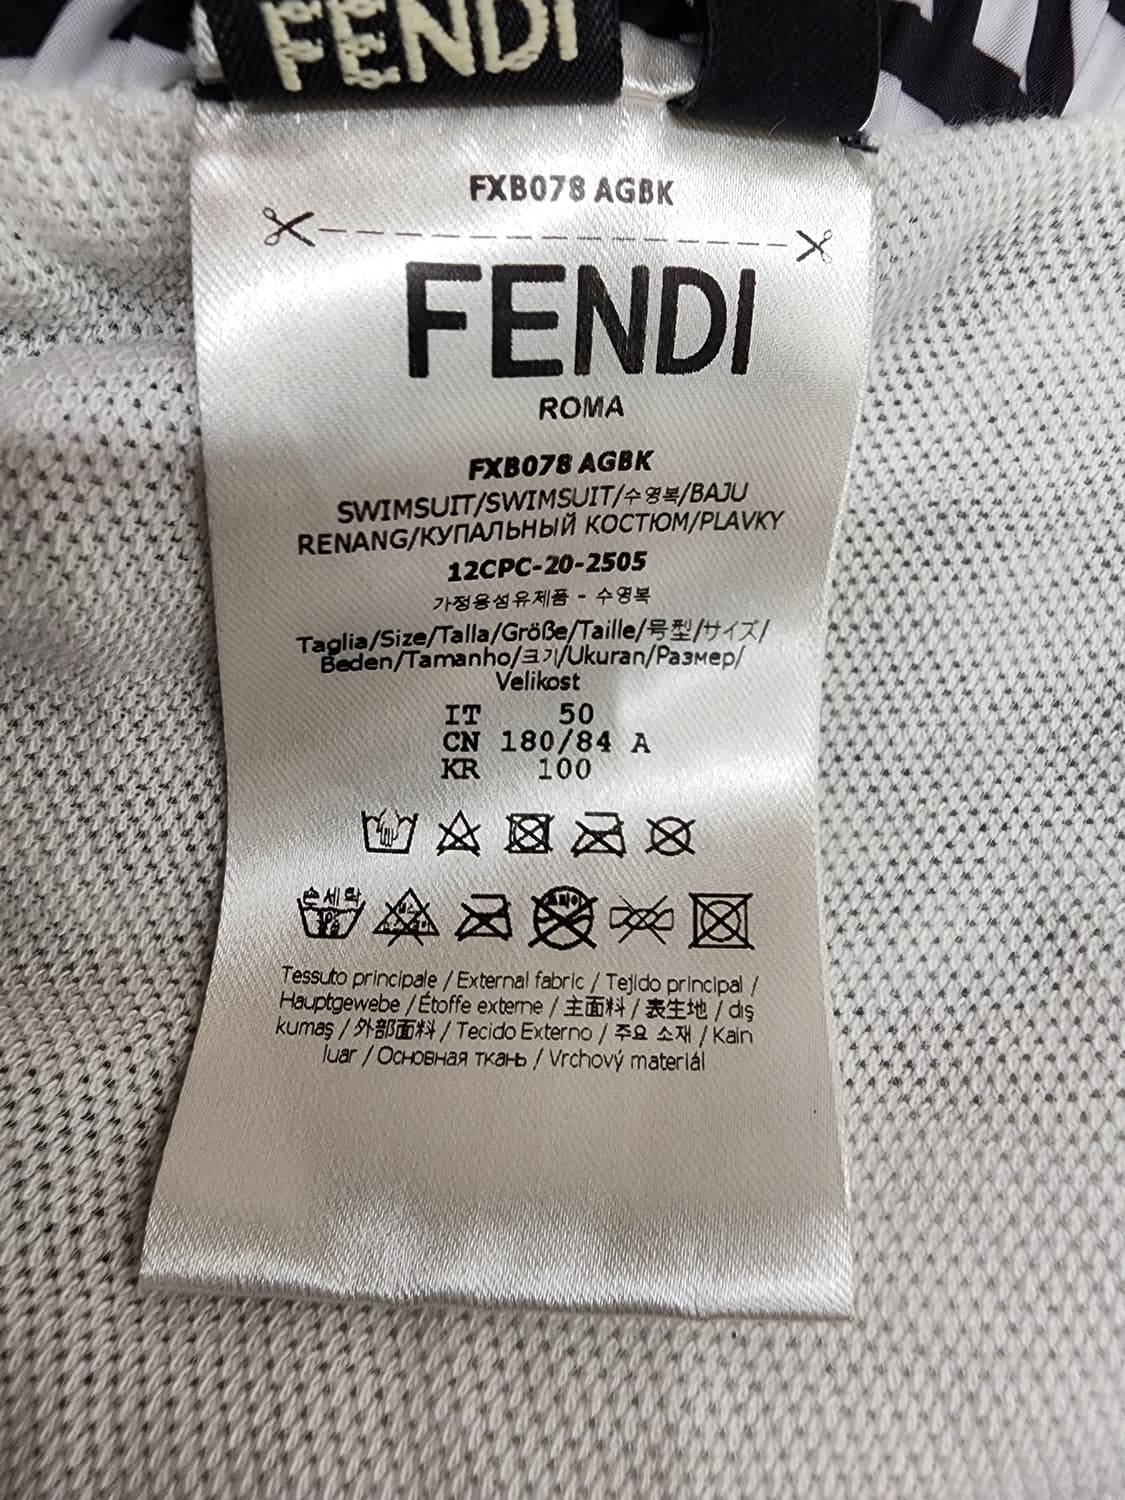 FENDI
FXB078 AGBK
FENDI
ROMA
FXB078 AGBK
SWIMSUIT/SWIMSUIT/수영복/BAJU
RENANG/КУПАЛЬНЫЙ КОСТЮМ/PLAVKY
12CPC-20-2505
가정용섬유제품 - 수영복
Taglia/Size/Talla/Größe/Taille/号型/サイズ/
Beden/Tamanho/크기/Ukuran/Размер/
Velikost
IT 50
CN 180/84 A
KR 100
손세탁
Tessuto principale / External fabric / Tejido principal /
Hauptgewebe / Étoffe externe / 主面料 / 表生地 / dış
kumaş / 外部面料 / Tecido Externo / 주요 소재 / Kain
luar / Основная ткань / Vrchový materiál